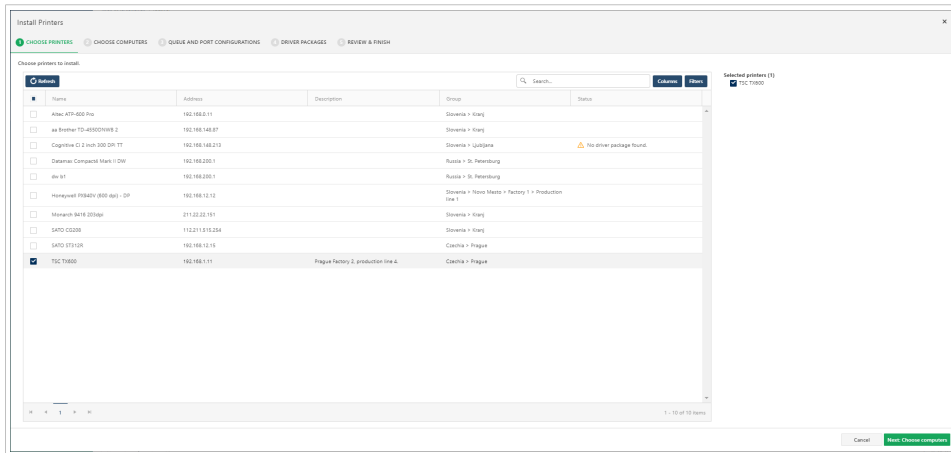 Install Printers
×
1 CHOOSE PRINTERS 2 CHOOSE COMPUTERS 3 QUEUE AND PORT CONFIGURATIONS 4 DRIVER PACKAGES 5 REVIEW & FINISH
Choose printers to install.
Refresh Search... Columns Filters
Selected printers (1)
TSC TX600
Name Address Description Group Status
Altec ATP-600 Pro 192.168.0.11 Slovenia > Kranj
aa Brother TD-4550DNWB 2 192.168.148.87 Slovenia > Kranj
Cognitive Ci 2 inch 300 DPI TT 192.168.148.213 Slovenia > Ljubljana No driver package found.
Datamax Compact4 Mark II DW 192.168.200.1 Russia > St. Petersburg
dw b1 192.168.200.1 Russia > St. Petersburg
Honeywell PX940V (600 dpi) - DP 192.168.12.12 Slovenia > Novo Mesto > Factory 1 > Production
line 1
Monarch 9416 203dpi 211.22.22.151 Slovenia > Kranj
SATO CG208 112.211.510.254 Slovenia > Kranj
SATO ST312R 192.168.12.15 Czechia > Prague
TSC TX600 192.168.1.11 Prague Factory 2, production line 4. Czechia > Prague
1 1 - 10 of 10 items
Cancel Next: Choose computers